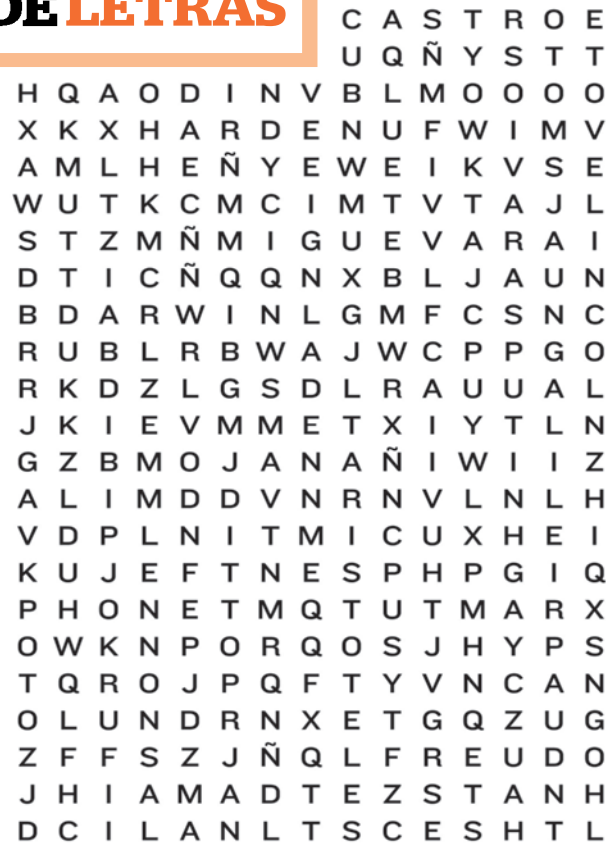 DE LETRAS
C A S T R O E
U Q Ñ Y S T T
H Q A O D I N V B L M O O O O
X K X H A R D E N U F W I M V
A M L H E Ñ Y E W E I K V S E
W U T K C M C I M T V T A J L
S T Z M Ñ M I G U E V A R A I
D T I C Ñ Q Q N X B L J A U N
B D A R W I N L G M F C S N C
R U B L R B W A J W C P P G O
R K D Z L G S D L R A U U A L
J K I E V M M E T X I Y T L N
G Z B M O J A N A Ñ I W I I Z
A L I M D D V N R N V L N L H
V D P L N I T M I C U X H E I
K U J E F T N E S P H P G I Q
P H O N E T M Q T U T M A R X
O W K N P O R Q O S J H Y P S
T Q R O J P Q F T Y V N C A N
O L U N D R N X E T G Q Z U G
Z F F S Z J Ñ Q L F R E U D O
J H I A M A D T E Z S T A N H
D C I L A N L T S C E S H T L